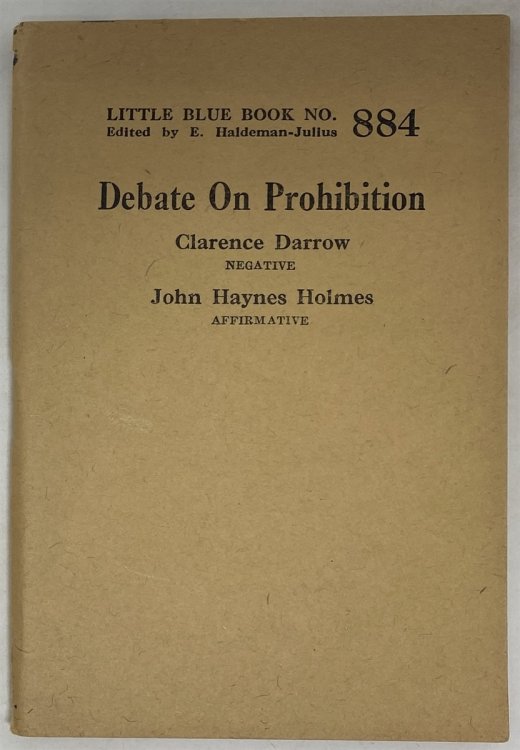 LITTLE BLUE BOOK NO. 884
Edited by E. Haldeman-Julius
Debate On Prohibition
Clarence Darrow
NEGATIVE
John Haynes Holmes
AFFIRMATIVE